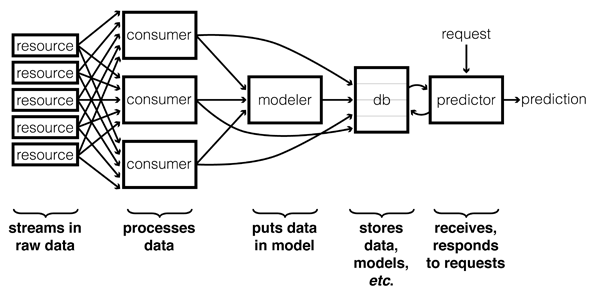 request
resource
resource
resource
resource
resource
consumer
consumer
consumer
modeler
db
predictor
prediction
streams in
raw data
processes
data
puts data
in model
stores
data,
models,
etc.
receives,
responds
to requests